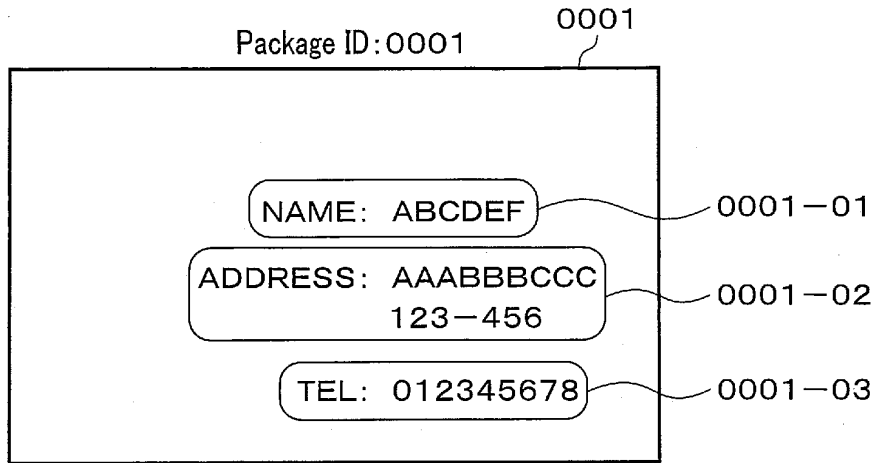 0001
Package ID:0001
NAME: ABCDEF
0001-01
ADDRESS: AAABBBCCC
123-456
0001-02
TEL: 012345678
0001-03